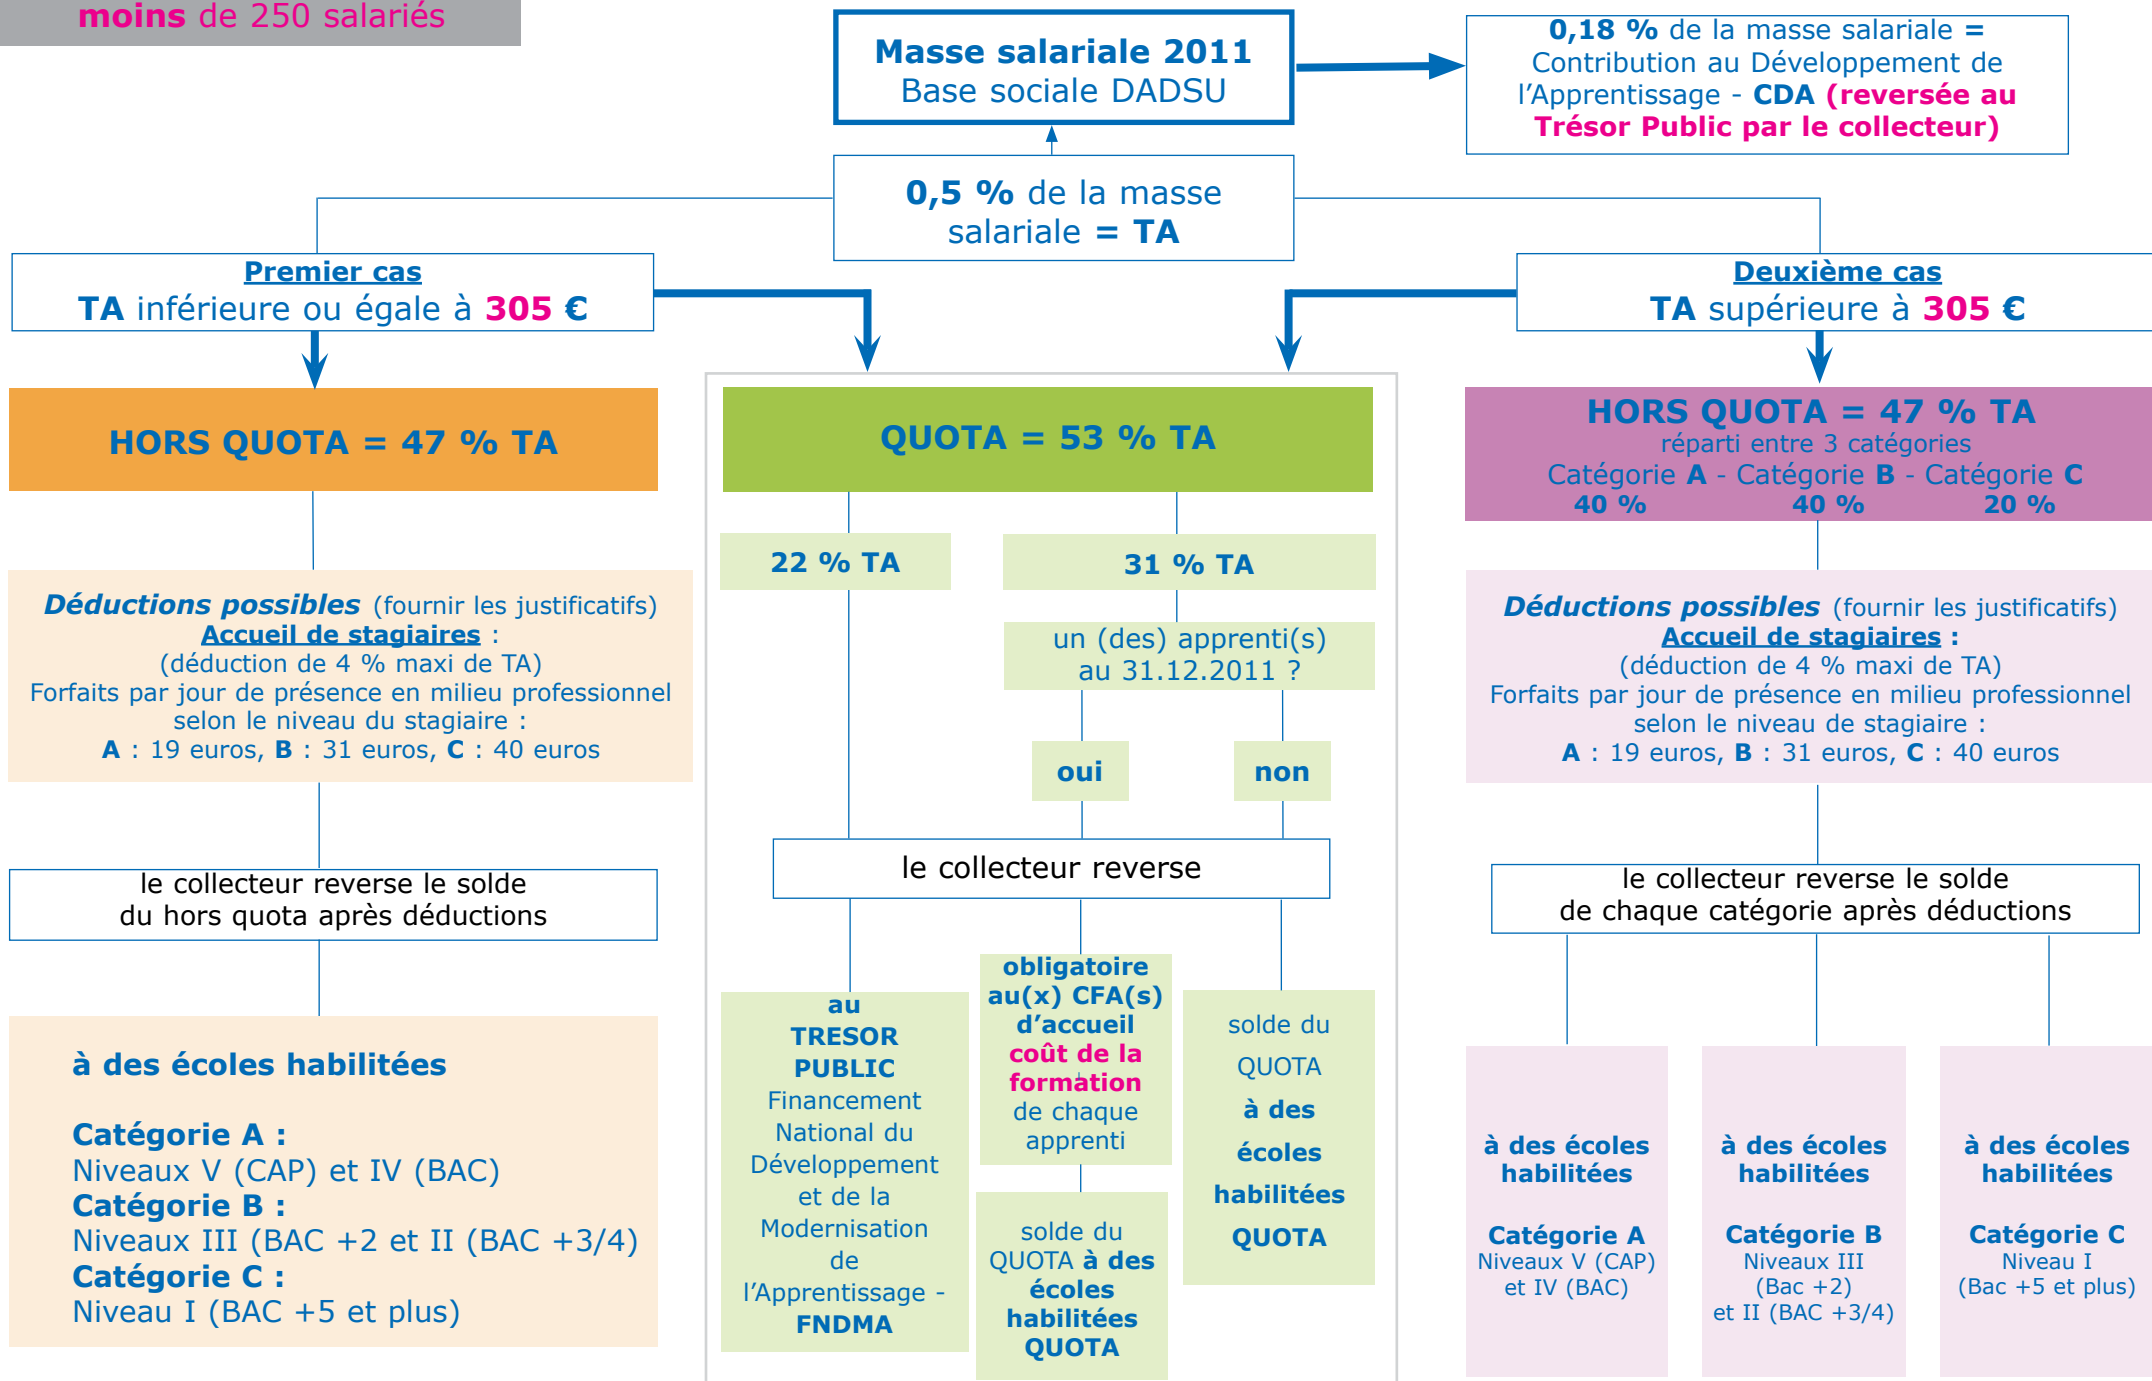 moins de 250 salariés
Masse salariale 2011
Base sociale DADSU
0,18 % de la masse salariale =
Contribution au Développement de
l’Apprentissage - CDA (reversée au
Trésor Public par le collecteur)
0,5 % de la masse
salariale = TA
Premier cas
TA inférieure ou égale à 305 €
Deuxième cas
TA supérieure à 305 €
HORS QUOTA = 47 % TA
Déductions possibles (fournir les justificatifs)
Accueil de stagiaires :
(déduction de 4 % maxi de TA)
Forfaits par jour de présence en milieu professionnel
selon le niveau du stagiaire :
A : 19 euros, B : 31 euros, C : 40 euros
le collecteur reverse le solde
du hors quota après déductions
à des écoles habilitées
Catégorie A :
Niveaux V (CAP) et IV (BAC)
Catégorie B :
Niveaux III (BAC +2 et II (BAC +3/4)
Catégorie C :
Niveau I (BAC +5 et plus)
QUOTA = 53 % TA
22 % TA
31 % TA
un (des) apprenti(s)
au 31.12.2011 ?
oui
non
le collecteur reverse
au
TRESOR
PUBLIC
Financement
National du
Développement
et de la
Modernisation
de
l’Apprentissage -
FNDMA
obligatoire
au(x) CFA(s)
d’accueil
coût de la
formation
de chaque
apprenti
solde du
QUOTA à des
écoles
habilitées
QUOTA
solde du
QUOTA
à des
écoles
habilitées
QUOTA
HORS QUOTA = 47 % TA
réparti entre 3 catégories
Catégorie A - Catégorie B - Catégorie C
40 % 40 % 20 %
Déductions possibles (fournir les justificatifs)
Accueil de stagiaires :
(déduction de 4 % maxi de TA)
Forfaits par jour de présence en milieu professionnel
selon le niveau de stagiaire :
A : 19 euros, B : 31 euros, C : 40 euros
le collecteur reverse le solde
de chaque catégorie après déductions
à des écoles
habilitées
Catégorie A
Niveaux V (CAP)
et IV (BAC)
à des écoles
habilitées
Catégorie B
Niveaux III
(Bac +2)
et II (BAC +3/4)
à des écoles
habilitées
Catégorie C
Niveau I
(Bac +5 et plus)